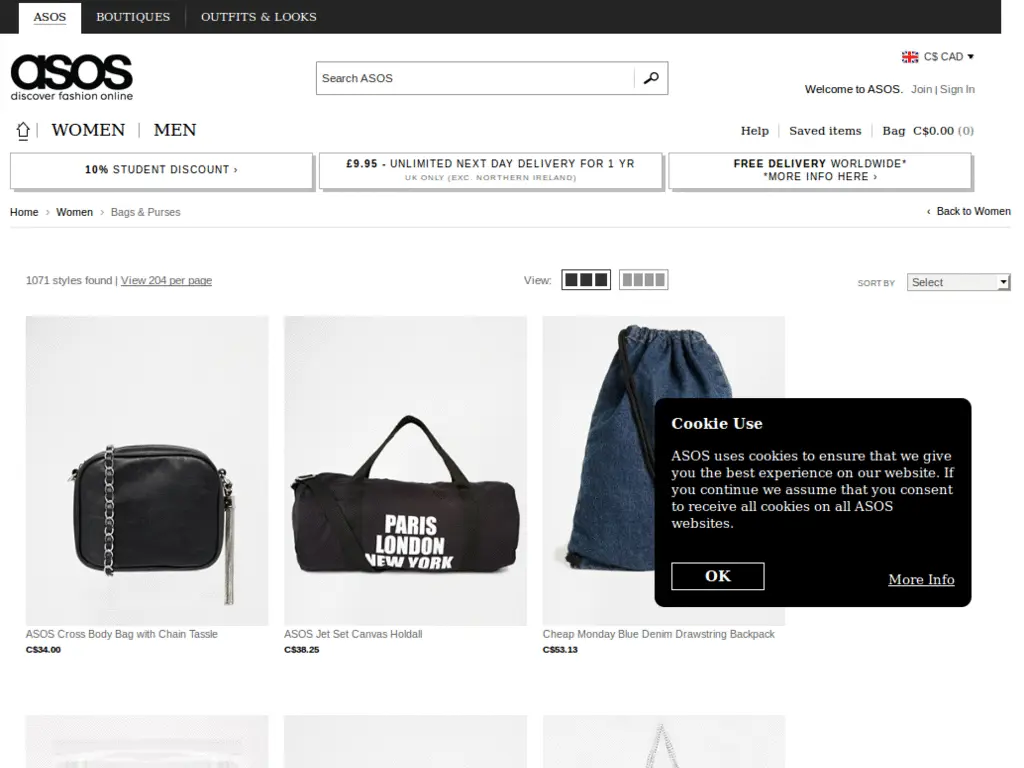 ASOS BOUTIQUES OUTFITS & LOOKS
asos
discover fashion online
Search ASOS
C$ CAD
Welcome to ASOS. Join | Sign In
WOMEN MEN
Help Saved items Bag C$0.00 (0)
10% STUDENT DISCOUNT ›
£9.95 - UNLIMITED NEXT DAY DELIVERY FOR 1 YR
UK ONLY (EXC. NORTHERN IRELAND)
FREE DELIVERY WORLDWIDE*
*MORE INFO HERE ›
Home › Women › Bags & Purses
‹ Back to Women
1071 styles found | View 204 per page
View:
SORT BY Select
PARIS
LONDON
NEW YORK
Cookie Use
ASOS uses cookies to ensure that we give
you the best experience on our website. If
you continue we assume that you consent
to receive all cookies on all ASOS
websites.
OK
More Info
ASOS Cross Body Bag with Chain Tassle
C$34.00
ASOS Jet Set Canvas Holdall
C$38.25
Cheap Monday Blue Denim Drawstring Backpack
C$53.13